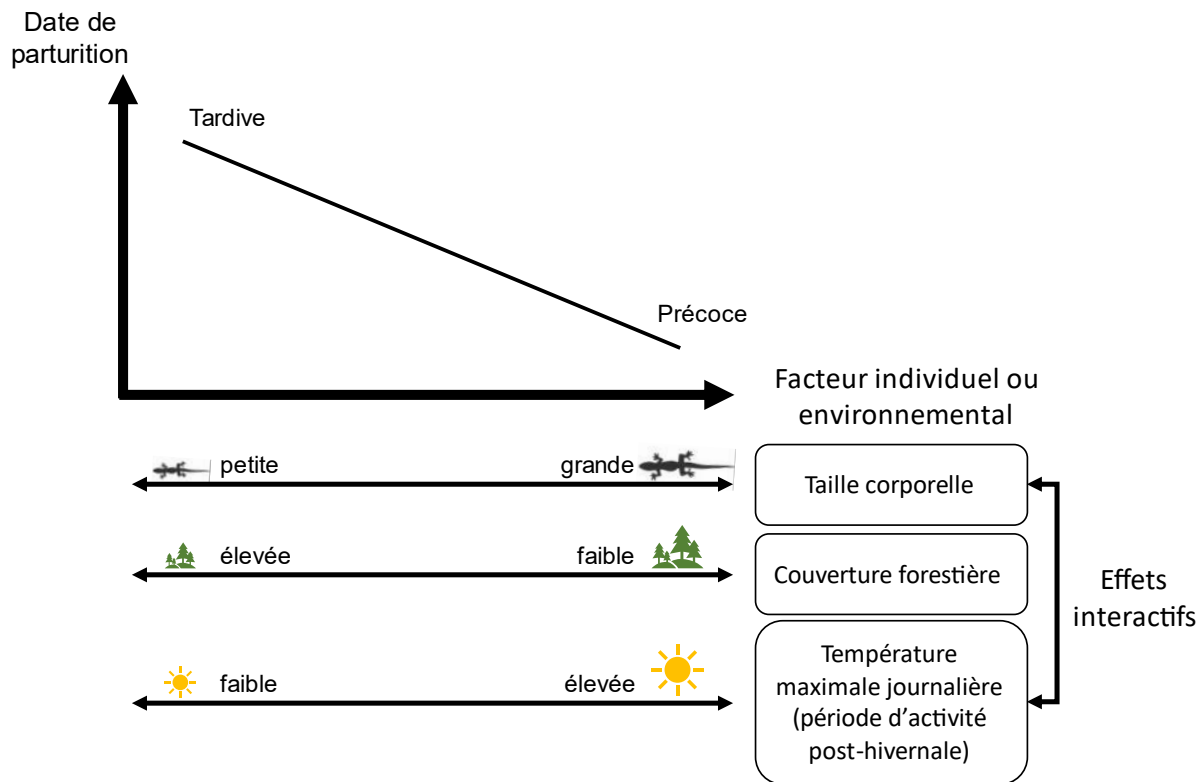 Date de
parturition
Tardive
Précoce
Facteur individuel ou
environnemental
petite
grande
Taille corporelle
élevée
faible
Couverture forestière
Effets
interactifs
faible
élevée
Température
maximale journalière
(période d’activité
post-hivernale)